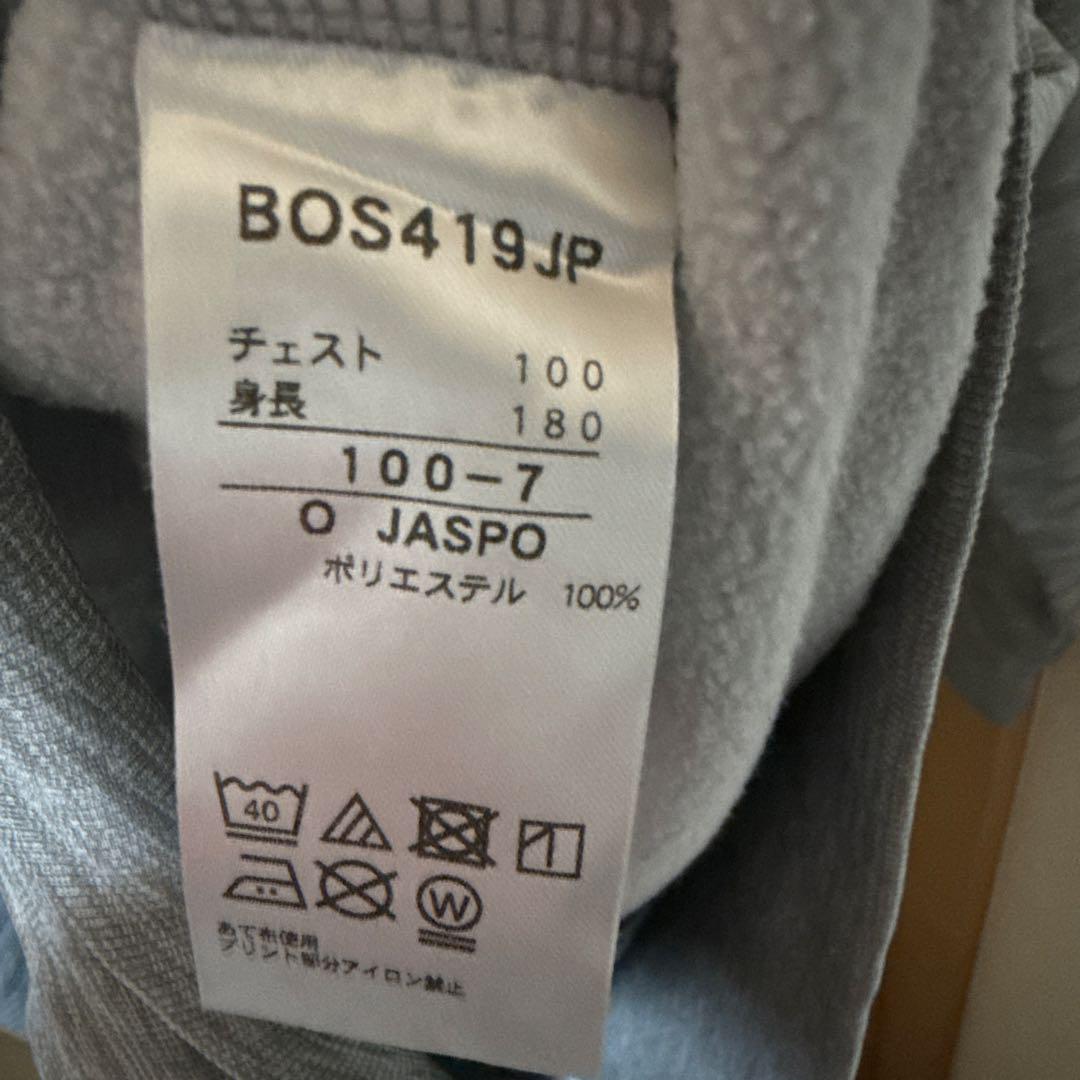 BOS419JP
チェスト 100
身長 180
100-7
O JASPO
ポリエステル 100%
40
W
あて布使用
プリント部分アイロン禁止